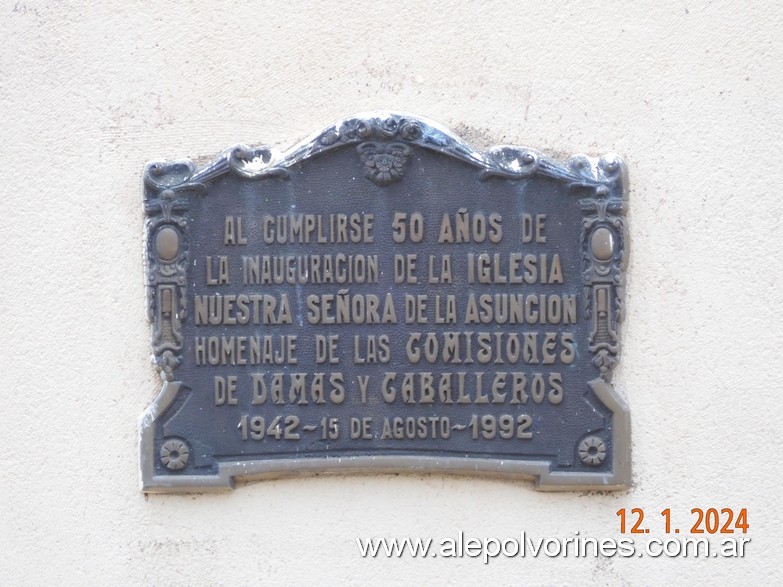 AL CUMPLIRSE 50 AÑOS DE
LA INAUGURACION DE LA IGLESIA
NUESTRA SEÑORA DE LA ASUNCION
HOMENAJE DE LAS COMISIONES
DE DAMAS Y CABALLEROS
1942~15 DE AGOSTO~1992
12. 1. 2024
www.alepolvorines.com.ar